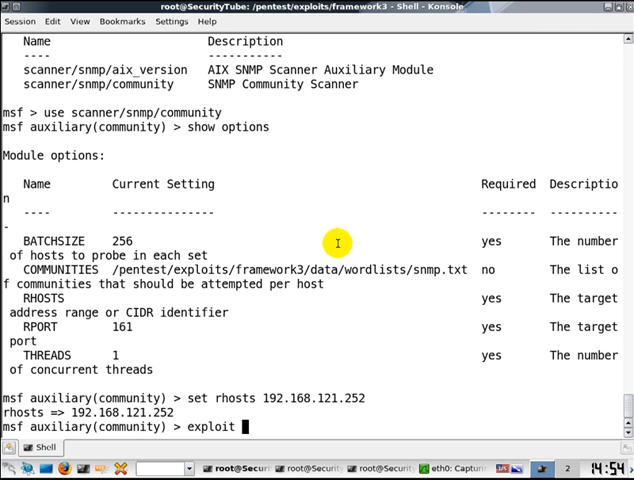 root@SecurityTube: /pentest/exploits/framework3 - Shell - Konsole
Session Edit View Bookmarks Settings Help
Name Description
---- -----------
scanner/snmp/aix_version AIX SNMP Scanner Auxiliary Module
scanner/snmp/community SNMP Community Scanner
msf > use scanner/snmp/community
msf auxiliary(community) > show options
Module options:
Name Current Setting Required Descriptio
n
---- --------------- -------- ----------
-
BATCHSIZE 256 yes The number
of hosts to probe in each set
COMMUNITIES /pentest/exploits/framework3/data/wordlists/snmp.txt no The list o
f communities that should be attempted per host
RHOSTS yes The target
address range or CIDR identifier
RPORT 161 yes The target
port
THREADS 1 yes The number
of concurrent threads
msf auxiliary(community) > set rhosts 192.168.121.252
rhosts => 192.168.121.252
msf auxiliary(community) > exploit
Shell
root@Secur root@Security root@Security eth0: Capturi US 2 14:54